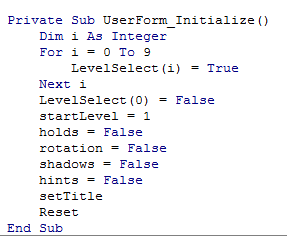 Private Sub UserForm_Initialize()
    Dim i As Integer
    For i = 0 To 9
        LevelSelect(i) = True
    Next i
    LevelSelect(0) = False
    startLevel = 1
    holds = False
    rotation = False
    shadows = False
    hints = False
    setTitle
    Reset
End Sub